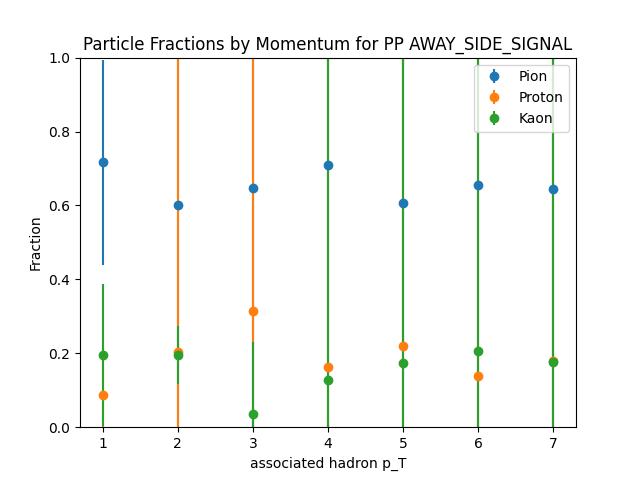 Particle Fractions by Momentum for PP AWAY_SIDE_SIGNAL
1.0
0.8
0.6
0.4
0.2
0.0
Fraction
Pion
Proton
Kaon
1 2 3 4 5 6 7
associated hadron p_T